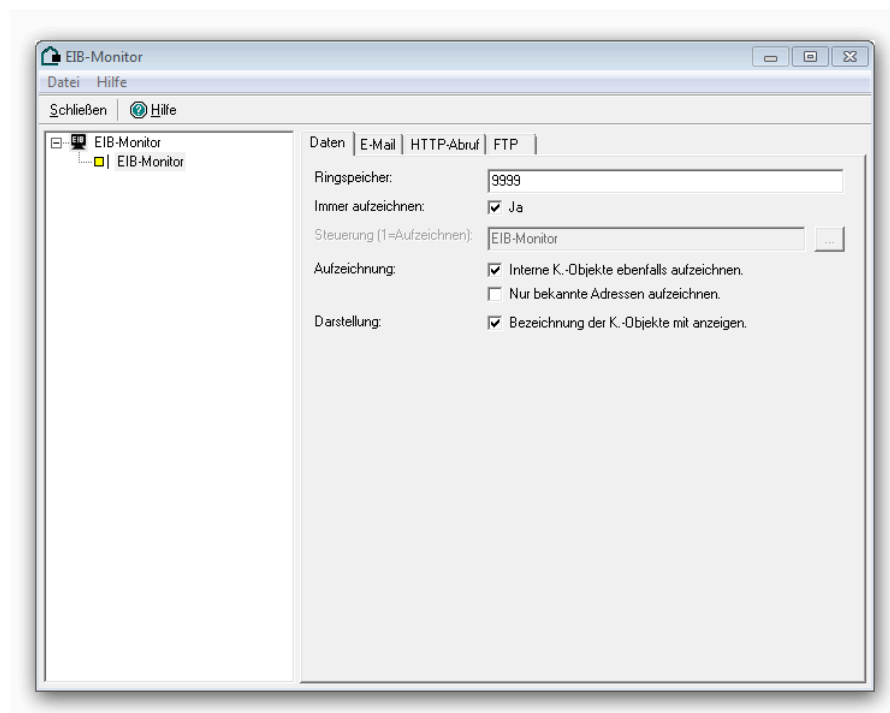 EIB-Monitor
Datei Hilfe
Schließen Hilfe
EIB-Monitor
EIB-Monitor
Daten E-Mail HTTP-Abruf FTP
Ringspeicher: 9999
Immer aufzeichnen: Ja
Steuerung (1=Aufzeichnen): EIB-Monitor ...
Aufzeichnung: Interne K.-Objekte ebenfalls aufzeichnen.
Nur bekannte Adressen aufzeichnen.
Darstellung: Bezeichnung der K.-Objekte mit anzeigen.